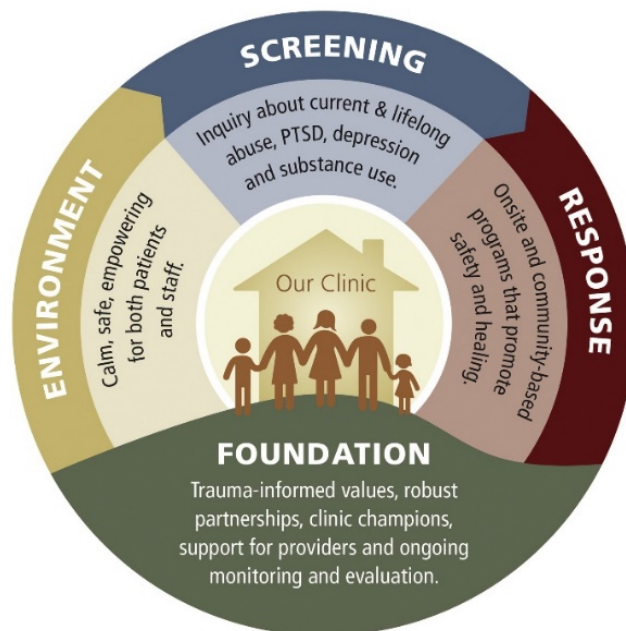 SCREENING
Inquiry about current & lifelong
abuse, PTSD, depression
and substance use.
ENVIRONMENT
Calm, safe, empowering
for both patients
and staff.
RESPONSE
Onsite and community-based
programs that promote
safety and healing.
Our Clinic
FOUNDATION
Trauma-informed values, robust
partnerships, clinic champions,
support for providers and ongoing
monitoring and evaluation.